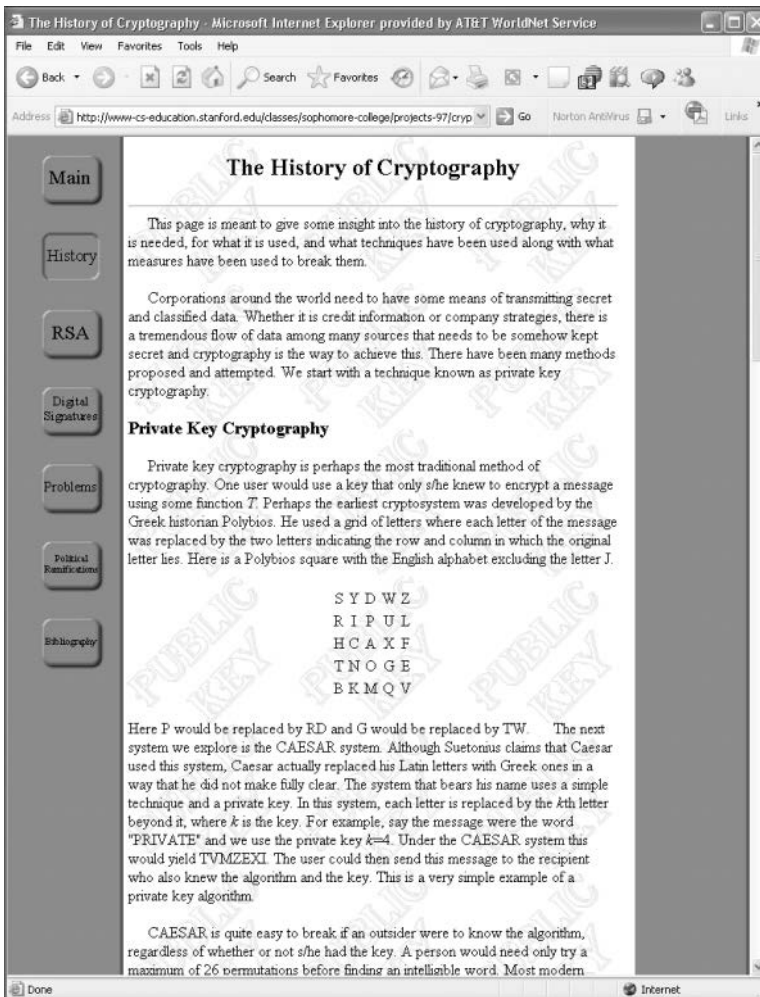 The History of Cryptography - Microsoft Internet Explorer provided by AT&T WorldNet Service
File Edit View Favorites Tools Help
Back Search Favorites
Address http://www-cs-education.stanford.edu/classes/sophomore-college/projects-97/cryp Go Norton AntiVirus Links
Main
History
RSA
Digital
Signatures
Problems
Political
Ramifications
Bibliography
The History of Cryptography
This page is meant to give some insight into the history of cryptography, why it
is needed, for what it is used, and what techniques have been used along with what
measures have been used to break them.
Corporations around the world need to have some means of transmitting secret
and classified data. Whether it is credit information or company strategies, there is
a tremendous flow of data among many sources that needs to be somehow kept
secret and cryptography is the way to achieve this. There have been many methods
proposed and attempted. We start with a technique known as private key
cryptography.
Private Key Cryptography
Private key cryptography is perhaps the most traditional method of
cryptography. One user would use a key that only s/he knew to encrypt a message
using some function T. Perhaps the earliest cryptosystem was developed by the
Greek historian Polybios. He used a grid of letters where each letter of the message
was replaced by the two letters indicating the row and column in which the original
letter lies. Here is a Polybios square with the English alphabet excluding the letter J.
S Y D W Z
R I P U L
H C A X F
T N O G E
B K M Q V
Here P would be replaced by RD and G would be replaced by TW. The next
system we explore is the CAESAR system. Although Suetonius claims that Caesar
used this system, Caesar actually replaced his Latin letters with Greek ones in a
way that he did not make fully clear. The system that bears his name uses a simple
technique and a private key. In this system, each letter is replaced by the kth letter
beyond it, where k is the key. For example, say the message were the word
"PRIVATE" and we use the private key k=4. Under the CAESAR system this
would yield TVMZEXI. The user could then send this message to the recipient
who also knew the algorithm and the key. This is a very simple example of a
private key algorithm.
CAESAR is quite easy to break if an outsider were to know the algorithm,
regardless of whether or not s/he had the key. A person would need only try a
maximum of 26 permutations before finding an intelligible word. Most modern
PUBLIC
KEY
Done Internet